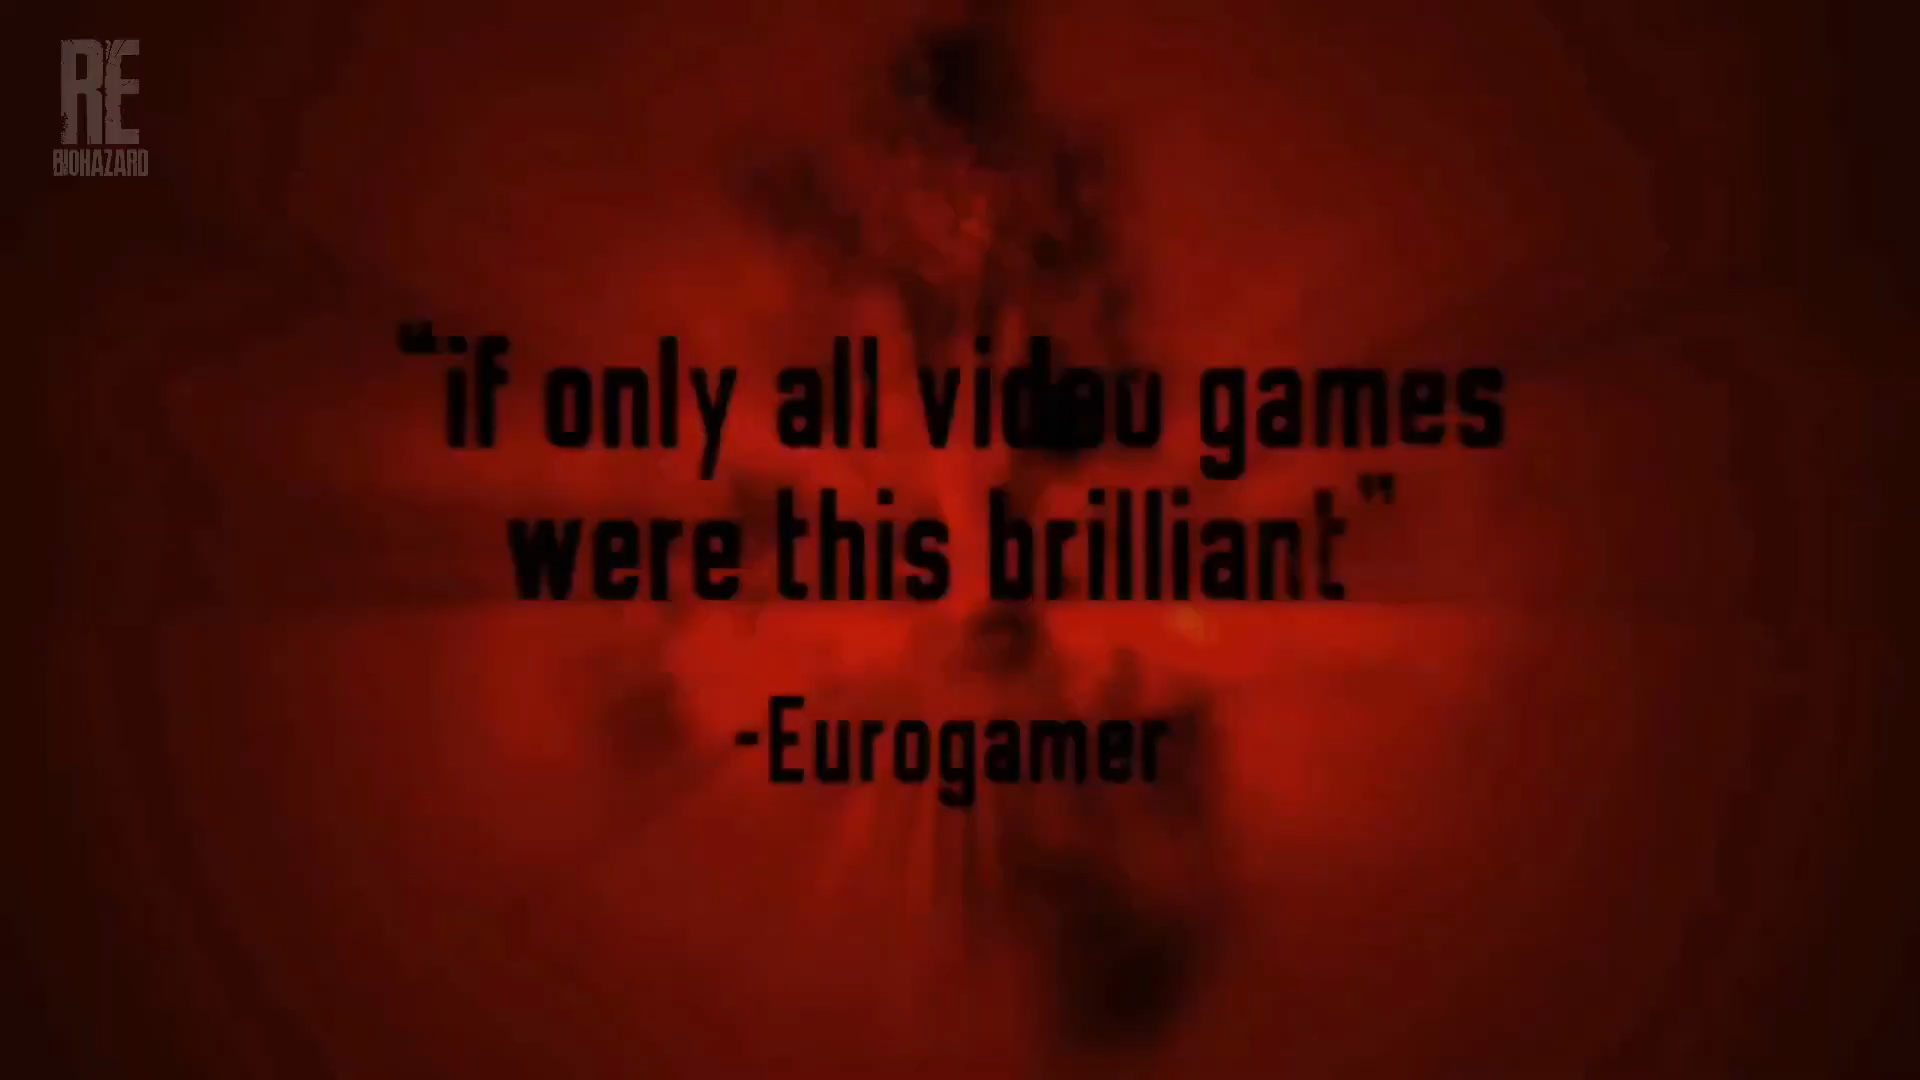 RE
BIOHAZARD
“if only all video games
were this brilliant”
-Eurogamer